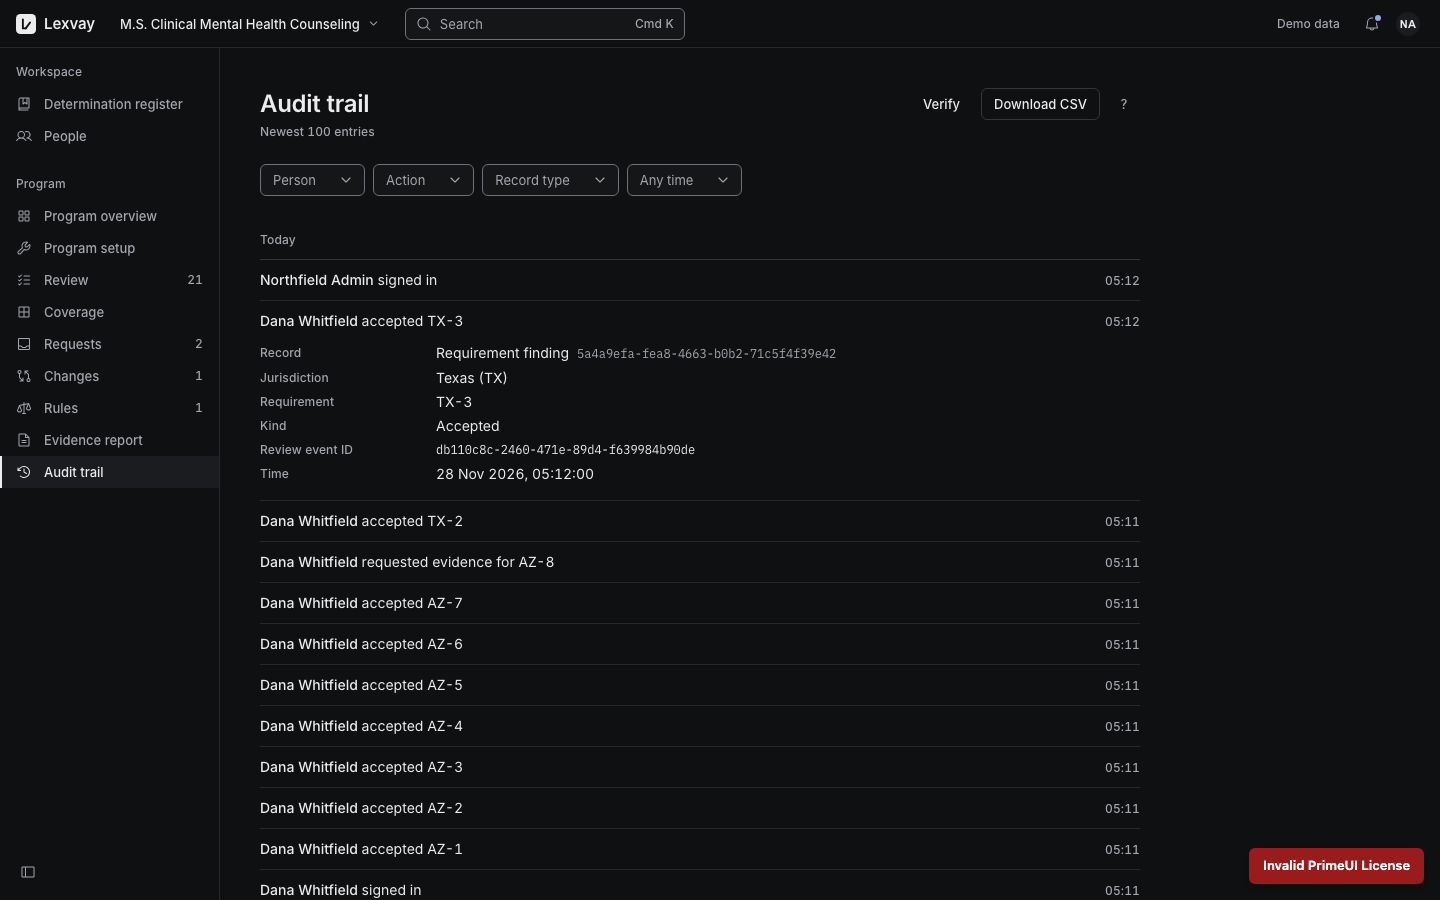 Lexvay
M.S. Clinical Mental Health Counseling
Search
Cmd K
Demo data
NA
Workspace
Determination register
People
Program
Program overview
Program setup
Review 21
Coverage
Requests 2
Changes 1
Rules 1
Evidence report
Audit trail
Audit trail
Newest 100 entries
Verify
Download CSV
?
Person
Action
Record type
Any time
Today
Northfield Admin signed in 05:12
Dana Whitfield accepted TX-3 05:12
Record Requirement finding 5a4a9efa-fea8-4663-b0b2-71c5f4f39e42
Jurisdiction Texas (TX)
Requirement TX-3
Kind Accepted
Review event ID db110c8c-2460-471e-89d4-f639984b90de
Time 28 Nov 2026, 05:12:00
Dana Whitfield accepted TX-2 05:11
Dana Whitfield requested evidence for AZ-8 05:11
Dana Whitfield accepted AZ-7 05:11
Dana Whitfield accepted AZ-6 05:11
Dana Whitfield accepted AZ-5 05:11
Dana Whitfield accepted AZ-4 05:11
Dana Whitfield accepted AZ-3 05:11
Dana Whitfield accepted AZ-2 05:11
Dana Whitfield accepted AZ-1 05:11
Dana Whitfield signed in 05:11
Invalid PrimeUI License